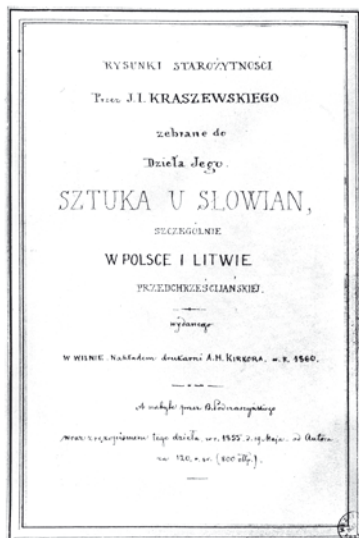 RYSUNKI STAROŻYTNOŚCI
Przez J. I. KRASZEWSKIEGO
zebrane do
Dzieła Jego.
SZTUKA U SŁOWIAN,
SZCZEGÓLNIE
W POLSCE I LITWIE
PRZEDCHRZEŚCIJAŃSKIEJ.
wydanego
W WILNIE. Nakładem drukarni A. H. KIRKORA. w R. 1860.
A nabyte przez B. Podczaszyńskiego
wraz z rękopismem tego dzieła, w r. 1855. d. 19 Maja. od Autora
za 120. r. sr. (800 złp.).